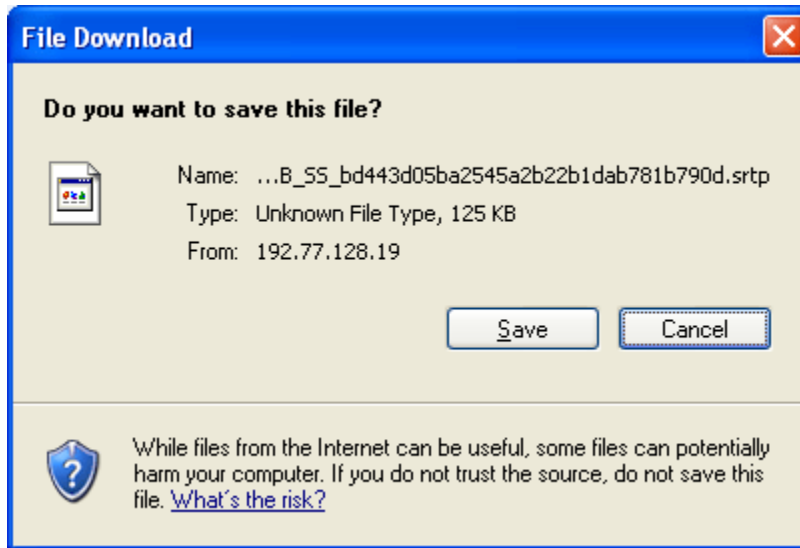 File Download
Do you want to save this file?
Name: ...B_SS_bd443d05ba2545a2b22b1dab781b790d.srtp
Type: Unknown File Type, 125 KB
From: 192.77.128.19
Save Cancel
While files from the Internet can be useful, some files can potentially
harm your computer. If you do not trust the source, do not save this
file. What's the risk?